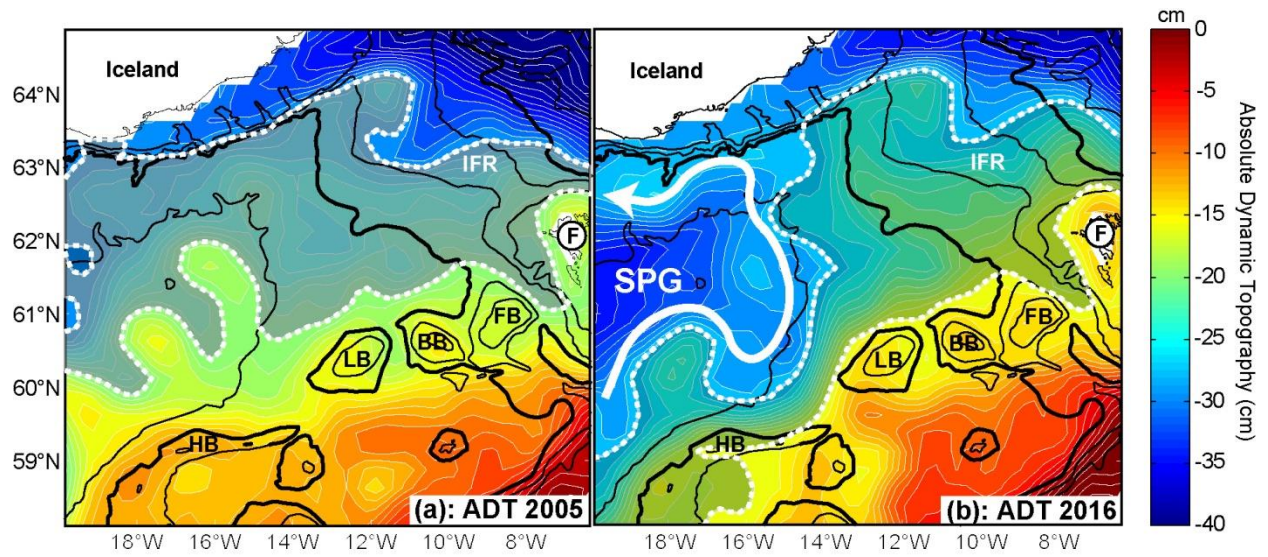 cm
Iceland
Iceland
0
-5
-10
-15
-20
-25
-30
-35
-40
Absolute Dynamic Topography (cm)
64°N
63°N
62°N
61°N
60°N
59°N
IFR
F
FB
BB
LB
HB
(a): ADT 2005
IFR
F
SPG
FB
BB
LB
HB
(b): ADT 2016
18°W 16°W 14°W 12°W 10°W 8°W
18°W 16°W 14°W 12°W 10°W 8°W